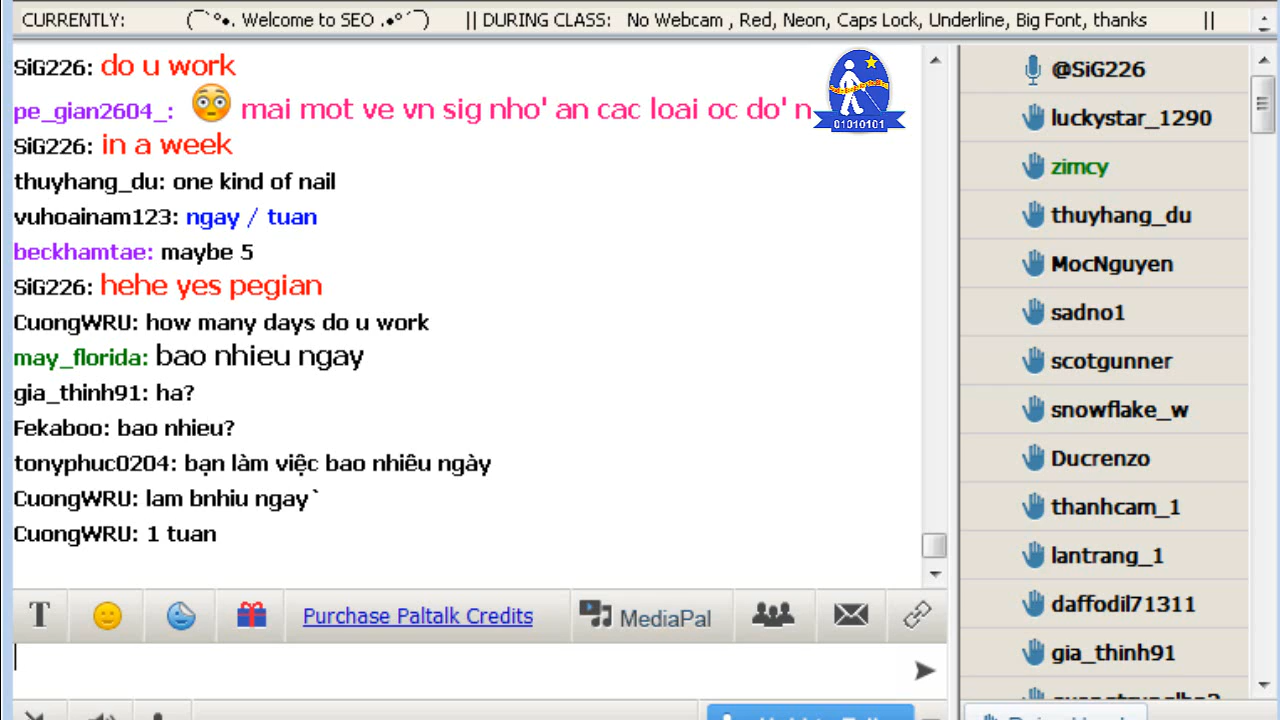 CURRENTLY: (¯`º•. Welcome to SEO .•º´¯) || DURING CLASS: No Webcam , Red, Neon, Caps Lock, Underline, Big Font, thanks ||
SiG226: do u work
pe_gian2604_: mai mot ve vn sig nho' an cac loai oc do' n
SiG226: in a week
thuyhang_du: one kind of nail
vuhoainam123: ngay / tuan
beckhamtae: maybe 5
SiG226: hehe yes pegian
CuongWRU: how many days do u work
may_florida: bao nhieu ngay
gia_thinh91: ha?
Fekaboo: bao nhieu?
tonyphuc0204: bạn làm việc bao nhiêu ngày
CuongWRU: lam bnhiu ngay`
CuongWRU: 1 tuan
01010101
T
Purchase Paltalk Credits
MediaPal
@SiG226
luckystar_1290
zimcy
thuyhang_du
MocNguyen
sadno1
scotgunner
snowflake_w
Ducrenzo
thanhcam_1
lantrang_1
daffodil71311
gia_thinh91